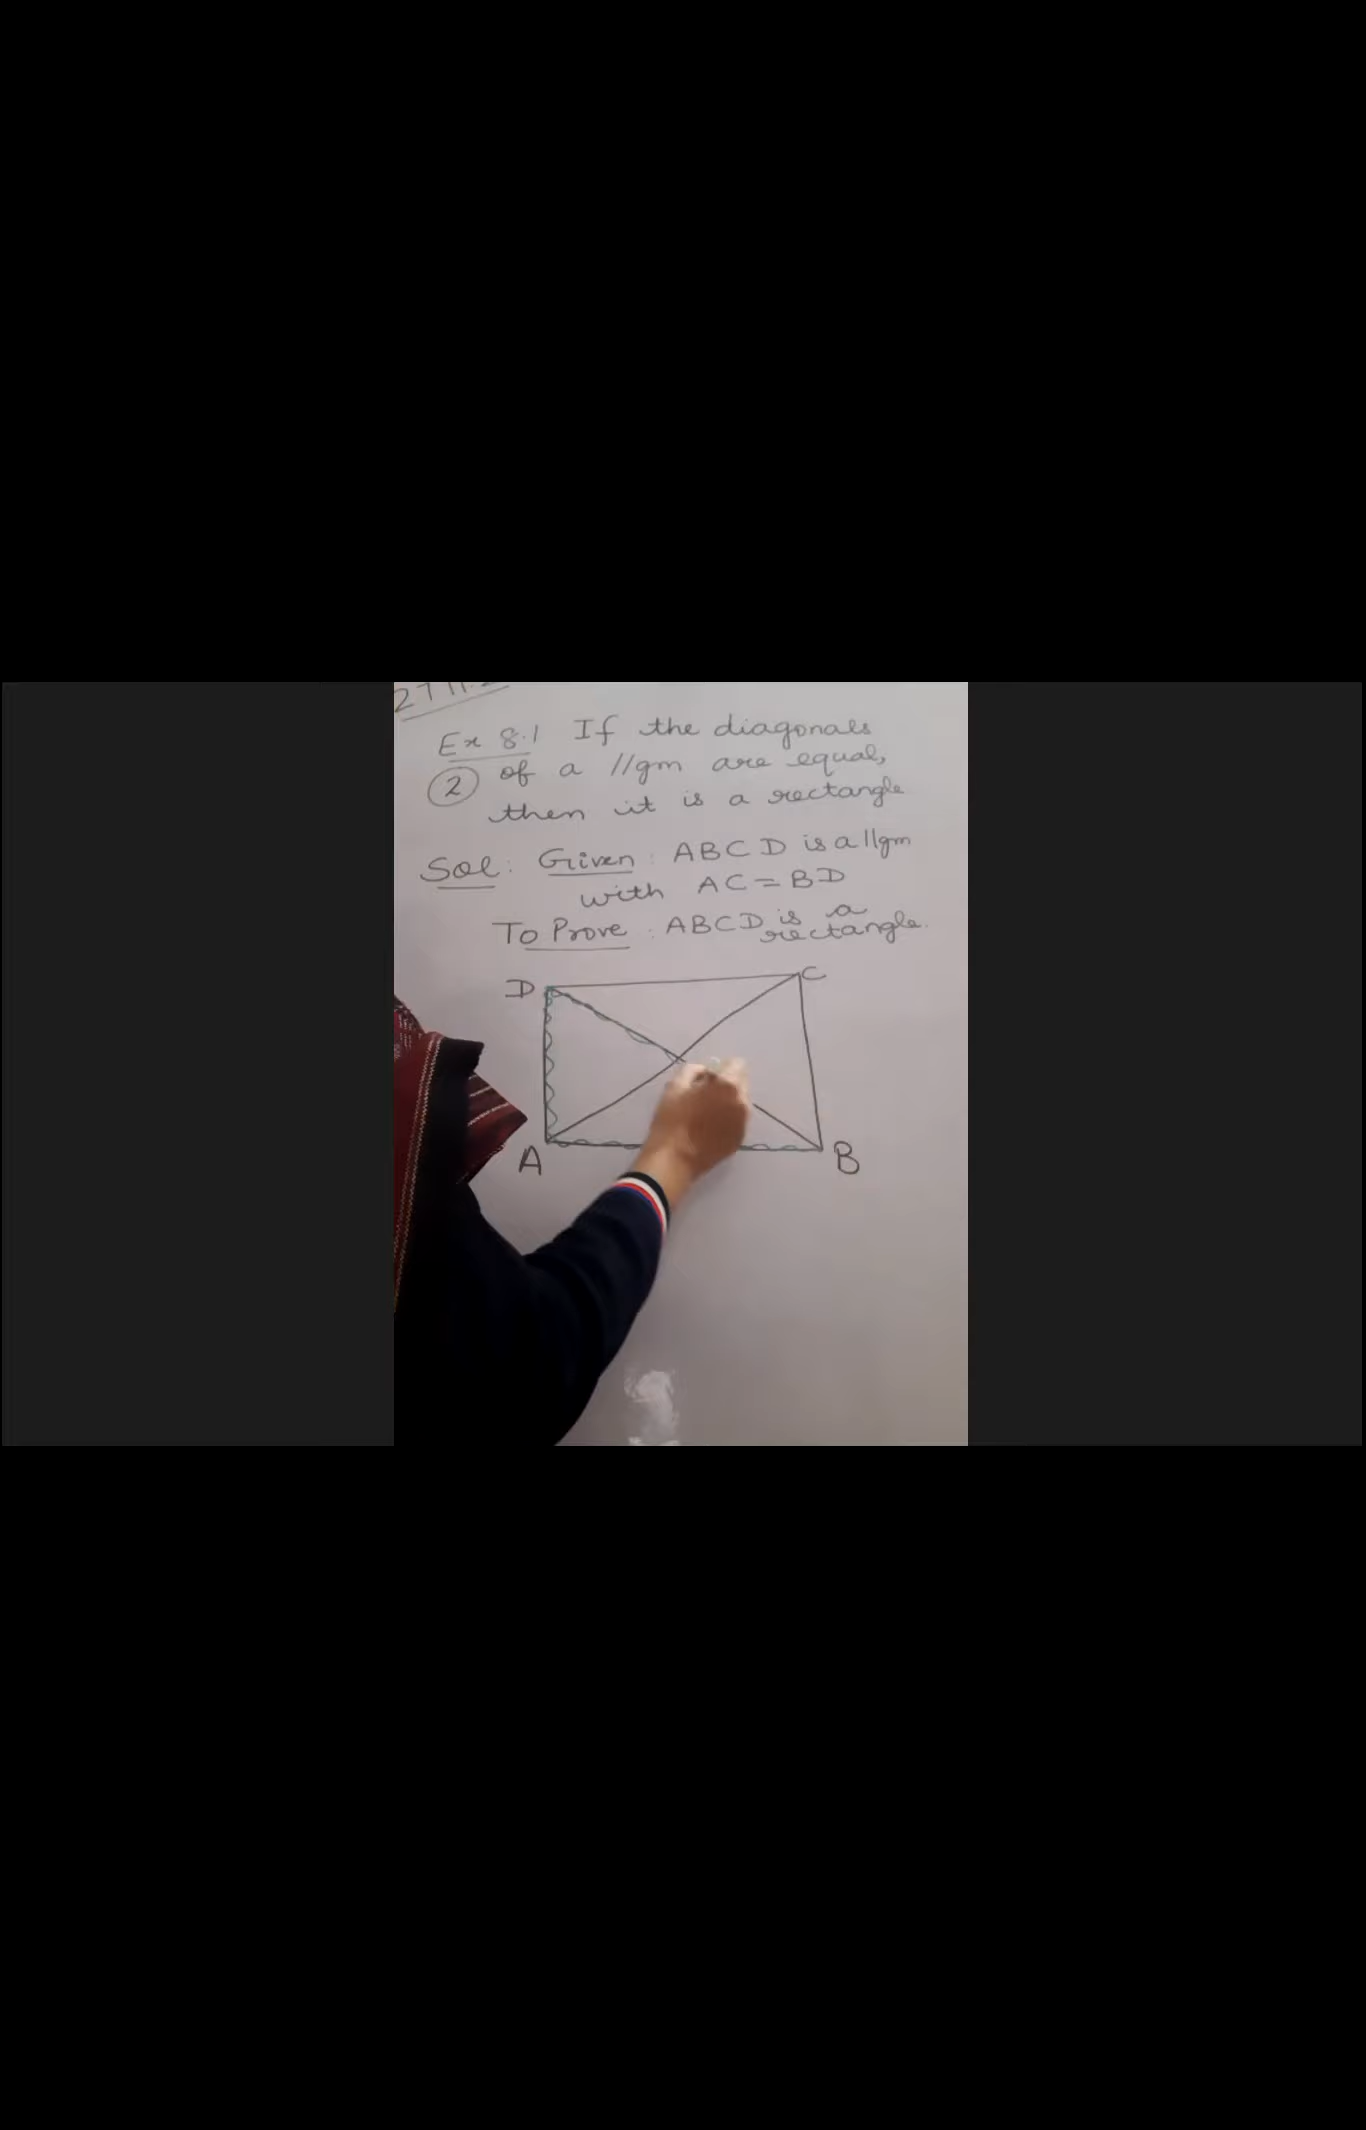 Ex 8.1 If the diagonals
② of a //gm are equal,
then it is a rectangle
Sol: Given: ABCD is a //gm
with AC = BD
To Prove: ABCD is a
rectangle.
D C
A B